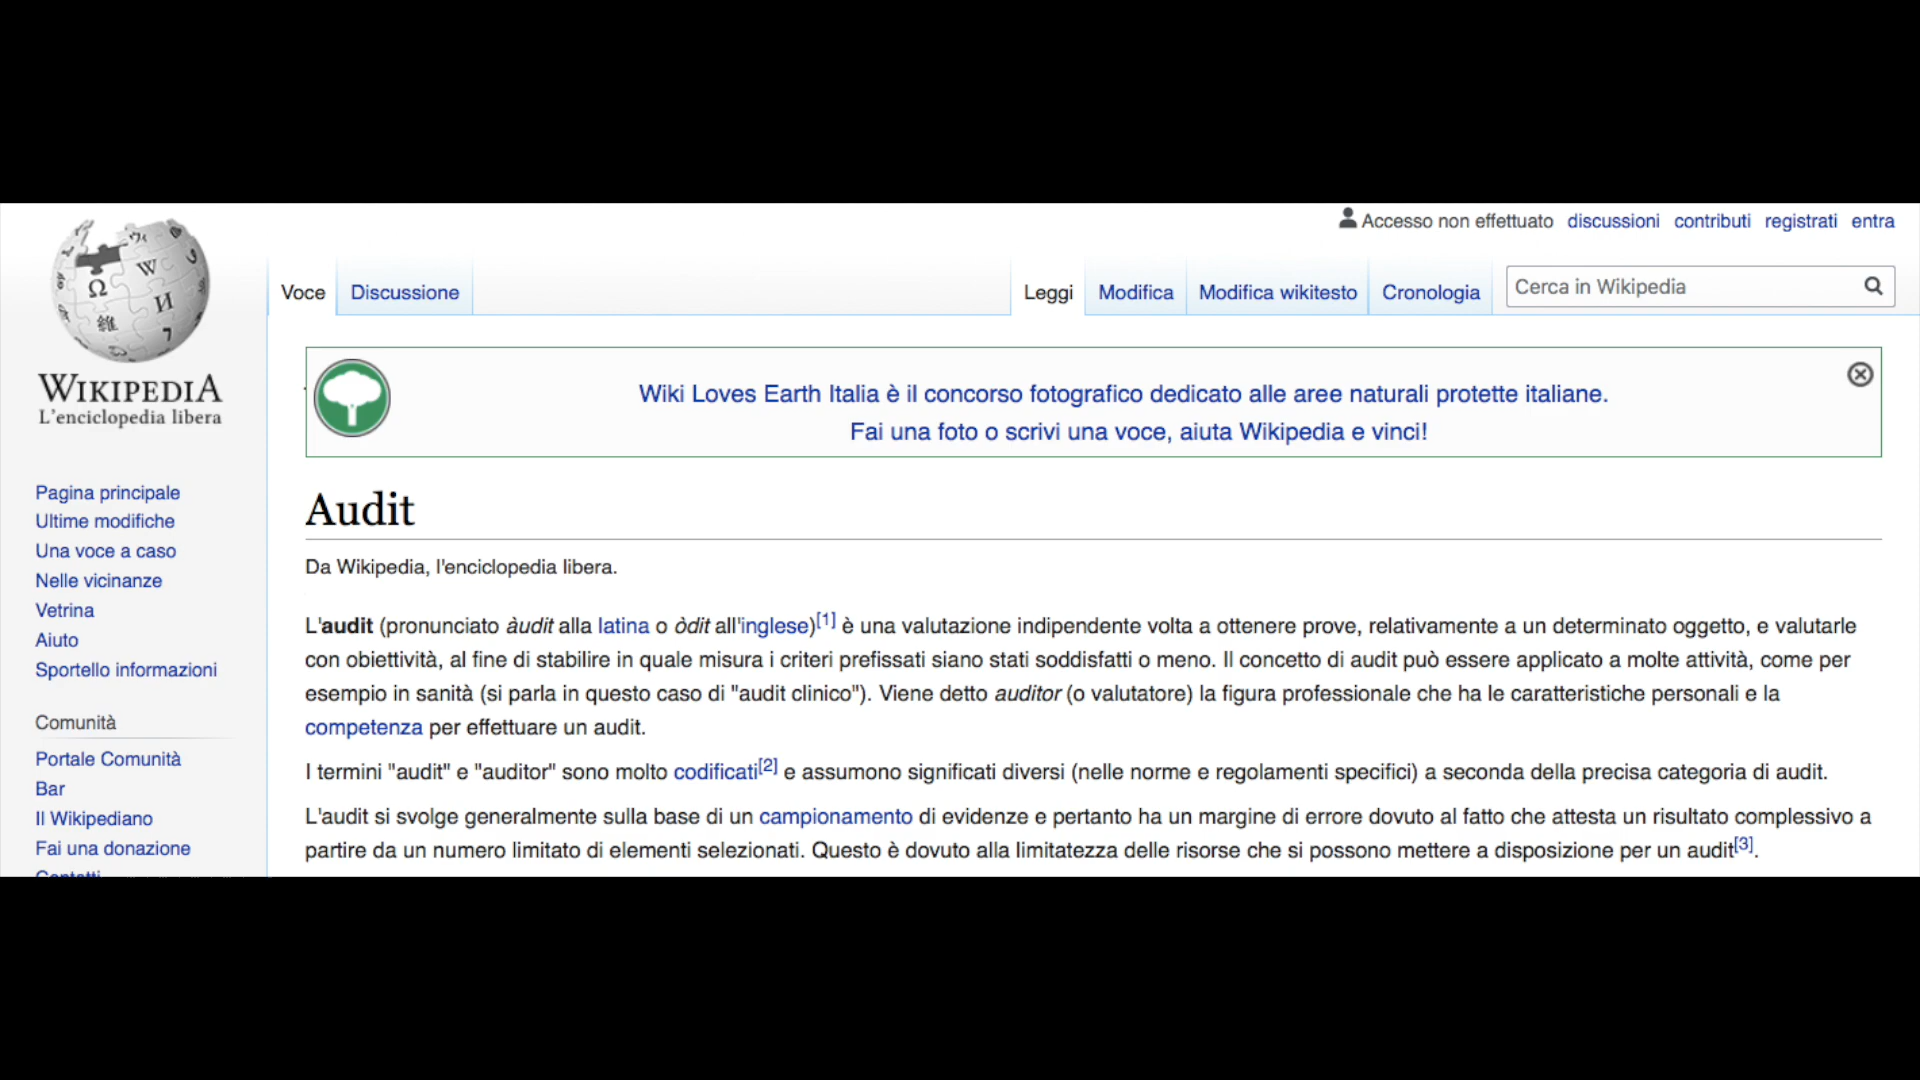 Accesso non effettuato discussioni contributi registrati entra
Voce Discussione Leggi Modifica Modifica wikitesto Cronologia Cerca in Wikipedia
WIKIPEDIA
L'enciclopedia libera
Wiki Loves Earth Italia è il concorso fotografico dedicato alle aree naturali protette italiane.
Fai una foto o scrivi una voce, aiuta Wikipedia e vinci!
Pagina principale
Ultime modifiche
Una voce a caso
Nelle vicinanze
Vetrina
Aiuto
Sportello informazioni
Comunità
Portale Comunità
Bar
Il Wikipediano
Fai una donazione
Contatti
Audit
Da Wikipedia, l'enciclopedia libera.
L'audit (pronunciato àudit alla latina o òdit all'inglese)[1] è una valutazione indipendente volta a ottenere prove, relativamente a un determinato oggetto, e valutarle
con obiettività, al fine di stabilire in quale misura i criteri prefissati siano stati soddisfatti o meno. Il concetto di audit può essere applicato a molte attività, come per
esempio in sanità (si parla in questo caso di "audit clinico"). Viene detto auditor (o valutatore) la figura professionale che ha le caratteristiche personali e la
competenza per effettuare un audit.
I termini "audit" e "auditor" sono molto codificati[2] e assumono significati diversi (nelle norme e regolamenti specifici) a seconda della precisa categoria di audit.
L'audit si svolge generalmente sulla base di un campionamento di evidenze e pertanto ha un margine di errore dovuto al fatto che attesta un risultato complessivo a
partire da un numero limitato di elementi selezionati. Questo è dovuto alla limitatezza delle risorse che si possono mettere a disposizione per un audit[3].